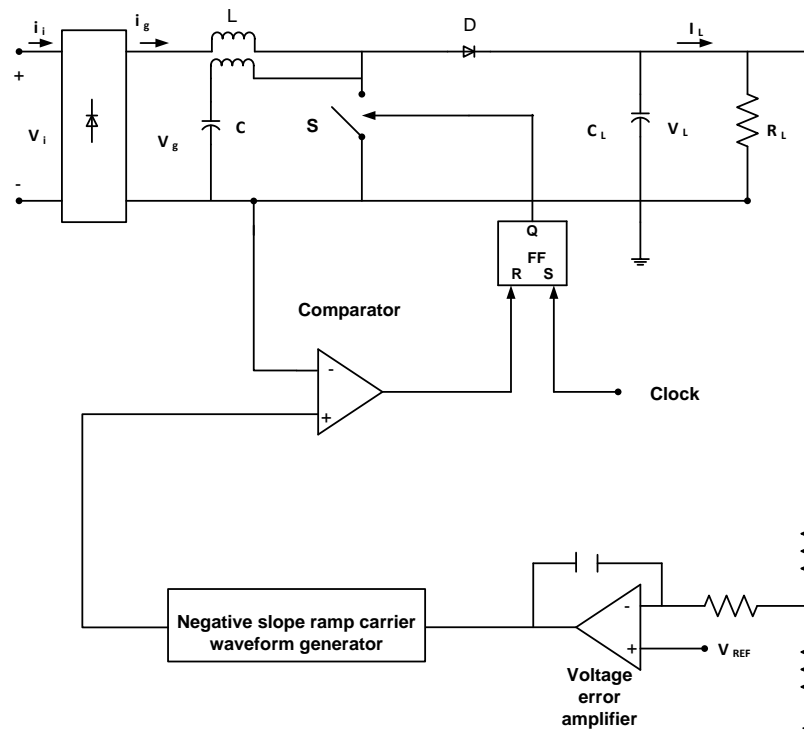 i i
i g
L
D
I L
+
V i
-
V g
C
S
C L
V L
R L
Q
FF
R S
Comparator
-
+
Clock
Negative slope ramp carrier
waveform generator
-
+
V REF
Voltage
error
amplifier